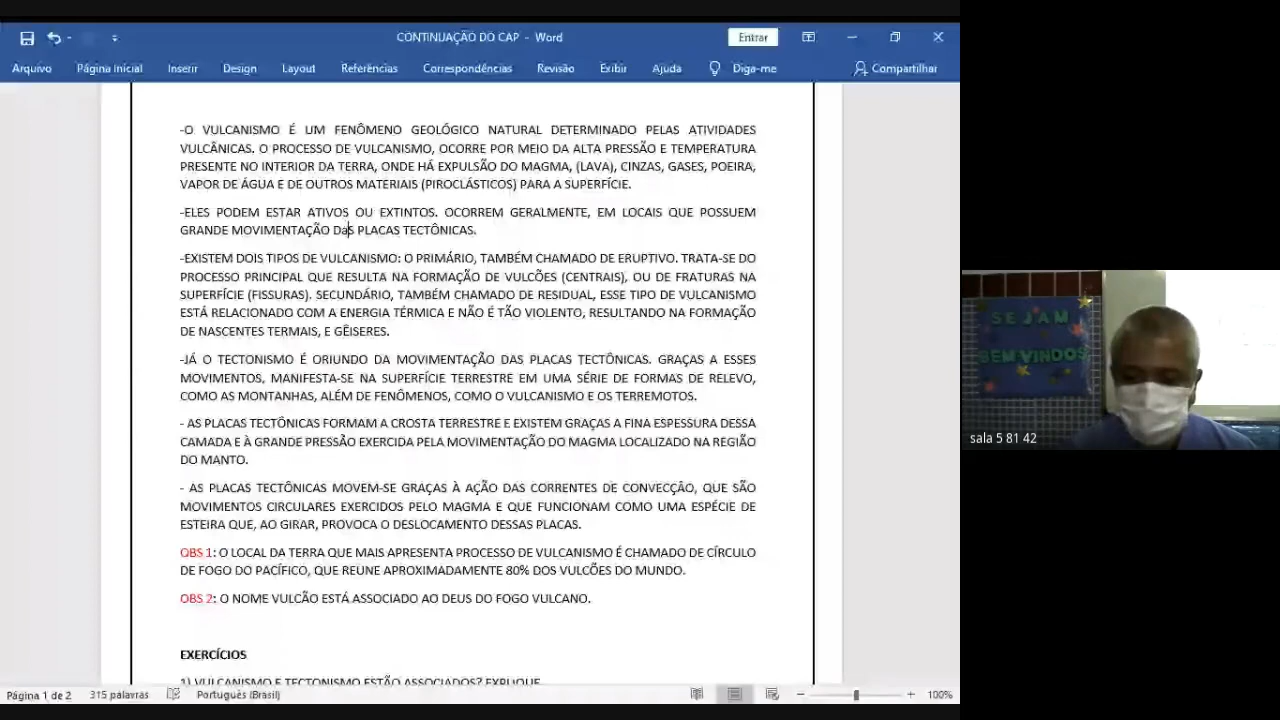 CONTINUAÇÃO DO CAP - Word
Entrar
Arquivo Página Inicial Inserir Design Layout Referências Correspondências Revisão Exibir Ajuda Diga-me Compartilhar
-O VULCANISMO É UM FENÔMENO GEOLÓGICO NATURAL DETERMINADO PELAS ATIVIDADES
VULCÂNICAS. O PROCESSO DE VULCANISMO, OCORRE POR MEIO DA ALTA PRESSÃO E TEMPERATURA
PRESENTE NO INTERIOR DA TERRA, ONDE HÁ EXPULSÃO DO MAGMA, (LAVA), CINZAS, GASES, POEIRA,
VAPOR DE ÁGUA E DE OUTROS MATERIAIS (PIROCLÁSTICOS) PARA A SUPERFÍCIE.
-ELES PODEM ESTAR ATIVOS OU EXTINTOS. OCORREM GERALMENTE, EM LOCAIS QUE POSSUEM
GRANDE MOVIMENTAÇÃO DaS PLACAS TECTÔNICAS.
-EXISTEM DOIS TIPOS DE VULCANISMO: O PRIMÁRIO, TAMBÉM CHAMADO DE ERUPTIVO. TRATA-SE DO
PROCESSO PRINCIPAL QUE RESULTA NA FORMAÇÃO DE VULCÕES (CENTRAIS), OU DE FRATURAS NA
SUPERFÍCIE (FISSURAS). SECUNDÁRIO, TAMBÉM CHAMADO DE RESIDUAL, ESSE TIPO DE VULCANISMO
ESTÁ RELACIONADO COM A ENERGIA TÉRMICA E NÃO É TÃO VIOLENTO, RESULTANDO NA FORMAÇÃO
DE NASCENTES TERMAIS, E GÊISERES.
-JÁ O TECTONISMO É ORIUNDO DA MOVIMENTAÇÃO DAS PLACAS TECTÔNICAS. GRAÇAS A ESSES
MOVIMENTOS, MANIFESTA-SE NA SUPERFÍCIE TERRESTRE EM UMA SÉRIE DE FORMAS DE RELEVO,
COMO AS MONTANHAS, ALÉM DE FENÔMENOS, COMO O VULCANISMO E OS TERREMOTOS.
- AS PLACAS TECTÔNICAS FORMAM A CROSTA TERRESTRE E EXISTEM GRAÇAS A FINA ESPESSURA DESSA
CAMADA E À GRANDE PRESSÃO EXERCIDA PELA MOVIMENTAÇÃO DO MAGMA LOCALIZADO NA REGIÃO
DO MANTO.
- AS PLACAS TECTÔNICAS MOVEM-SE GRAÇAS À AÇÃO DAS CORRENTES DE CONVECÇÃO, QUE SÃO
MOVIMENTOS CIRCULARES EXERCIDOS PELO MAGMA E QUE FUNCIONAM COMO UMA ESPÉCIE DE
ESTEIRA QUE, AO GIRAR, PROVOCA O DESLOCAMENTO DESSAS PLACAS.
OBS 1: O LOCAL DA TERRA QUE MAIS APRESENTA PROCESSO DE VULCANISMO É CHAMADO DE CÍRCULO
DE FOGO DO PACÍFICO, QUE REÚNE APROXIMADAMENTE 80% DOS VULCÕES DO MUNDO.
OBS 2: O NOME VULCÃO ESTÁ ASSOCIADO AO DEUS DO FOGO VULCANO.
EXERCÍCIOS
1) VULCANISMO E TECTONISMO ESTÃO ASSOCIADOS? EXPLIQUE.
Página 1 de 2 315 palavras Português (Brasil) 100%
SEJAM
BEM VINDOS
sala 5 81 42